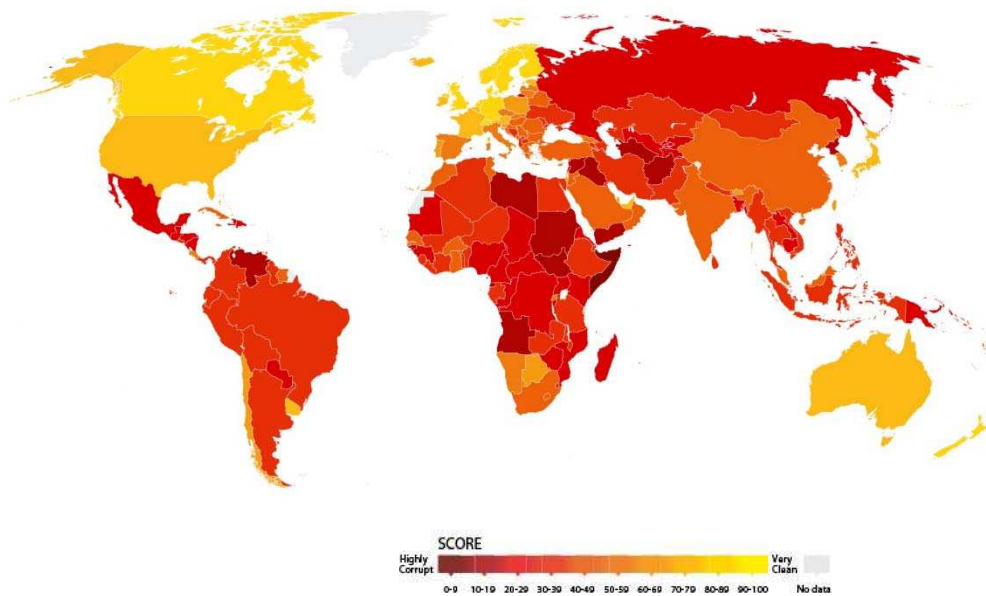 SCORE
Highly Corrupt
Very Clean
0-9 10-19 20-29 30-39 40-49 50-59 60-69 70-79 80-89 90-100 No data